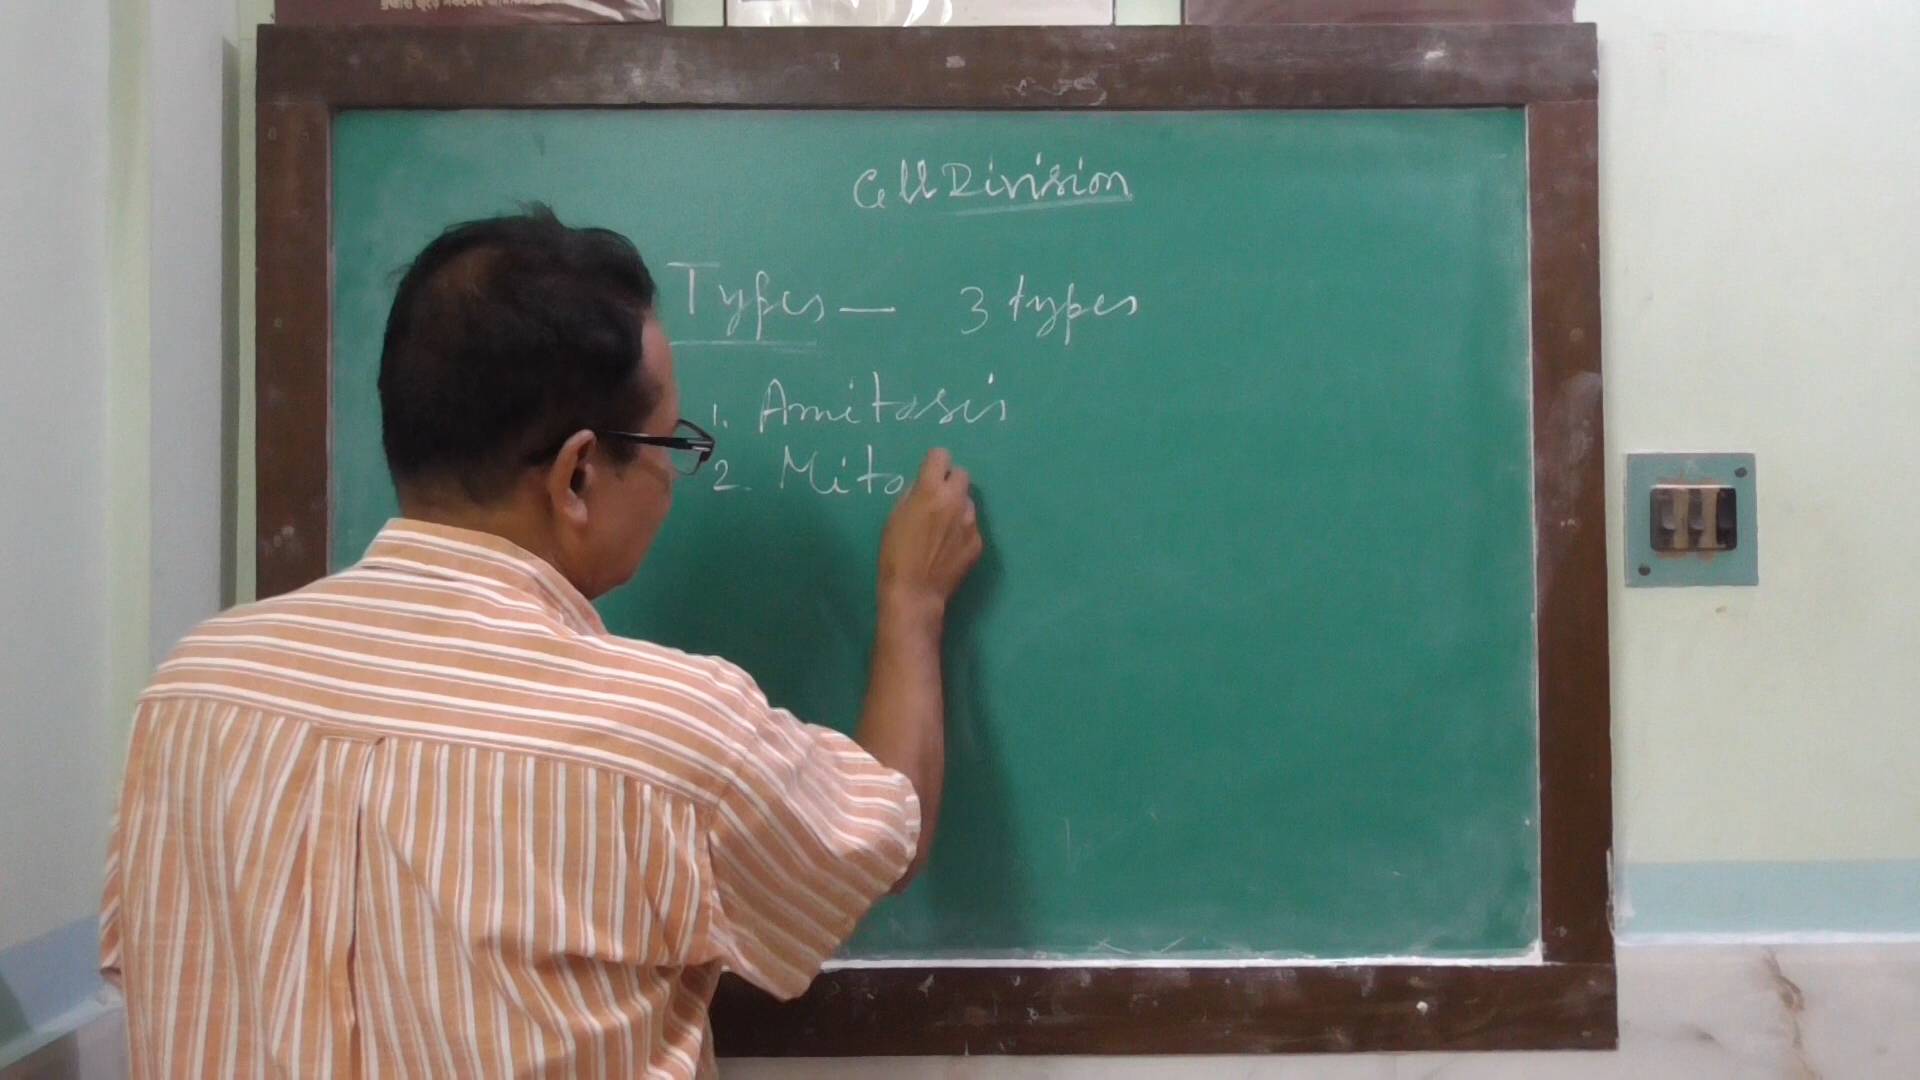 Cell Division
Types — 3 types
1. Amitosis
2. Mito